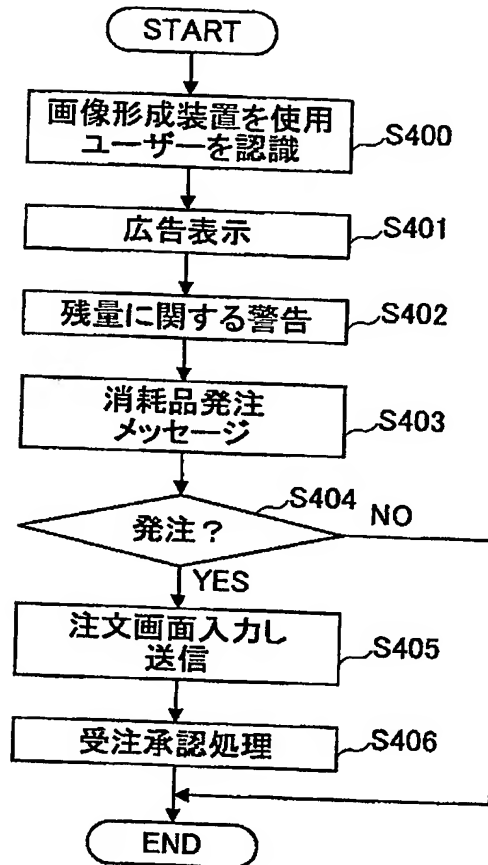 START
画像形成装置を使用
ユーザーを認識
S400
広告表示
S401
残量に関する警告
S402
消耗品発注
メッセージ
S403
S404
発注？
NO
YES
注文画面入力し
送信
S405
受注承認処理
S406
END